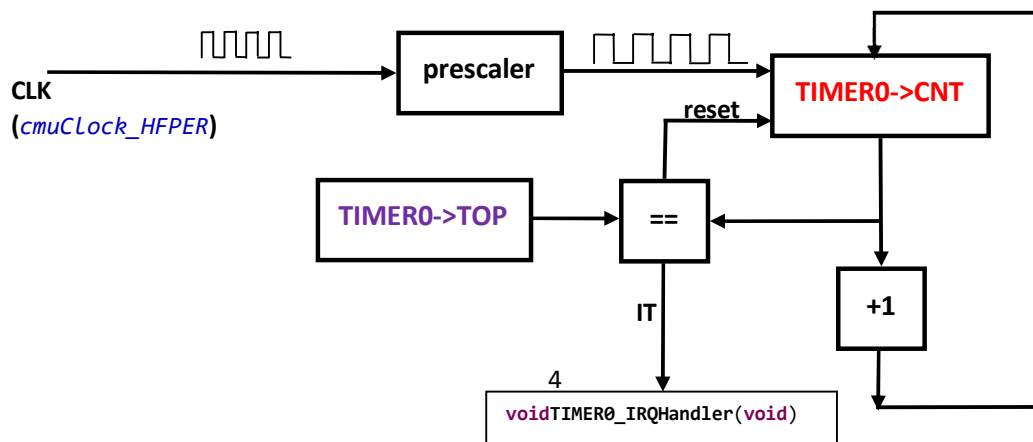 prescaler
CLK
(cmuClock_HFPER)
TIMER0->CNT
reset
TIMER0->TOP
==
+1
IT
4
voidTIMER0_IRQHandler(void)